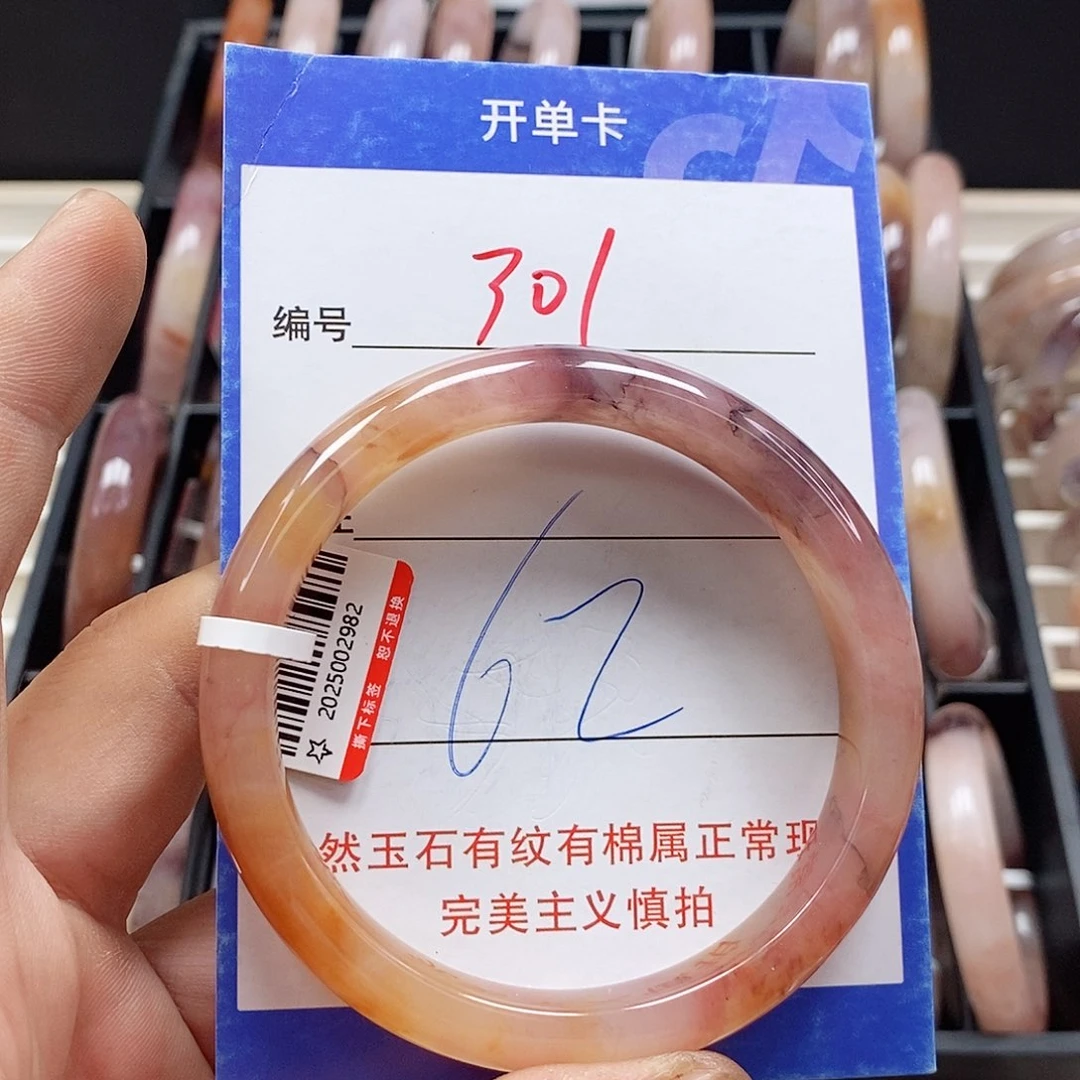 开单卡
编号 301
62
2025002982
撕下标签 恕不退换
然玉石有纹有棉属正常现
完美主义慎拍